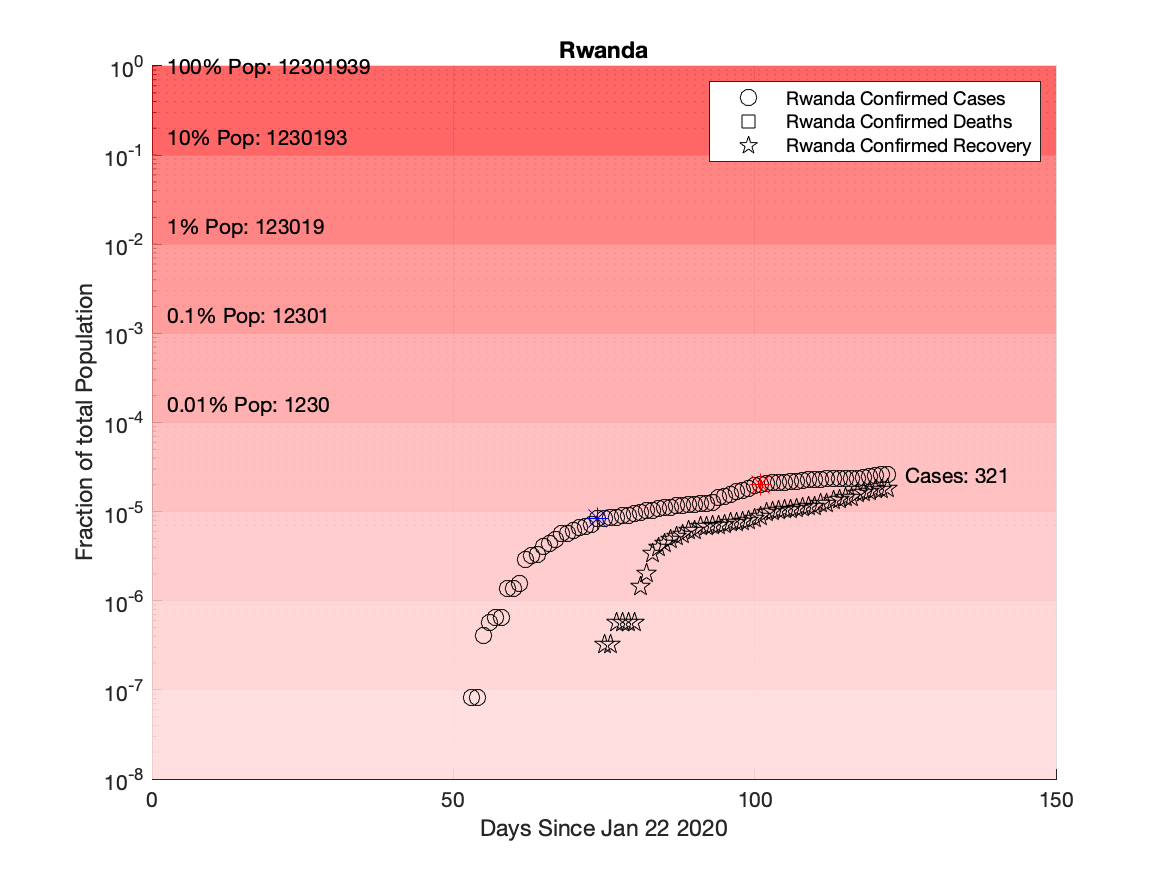 Rwanda
10^0
10^-1
10^-2
10^-3
10^-4
10^-5
10^-6
10^-7
10^-8
Fraction of total Population
100% Pop: 12301939
10% Pop: 1230193
1% Pop: 123019
0.1% Pop: 12301
0.01% Pop: 1230
Rwanda Confirmed Cases
Rwanda Confirmed Deaths
Rwanda Confirmed Recovery
Cases: 321
0 50 100 150
Days Since Jan 22 2020